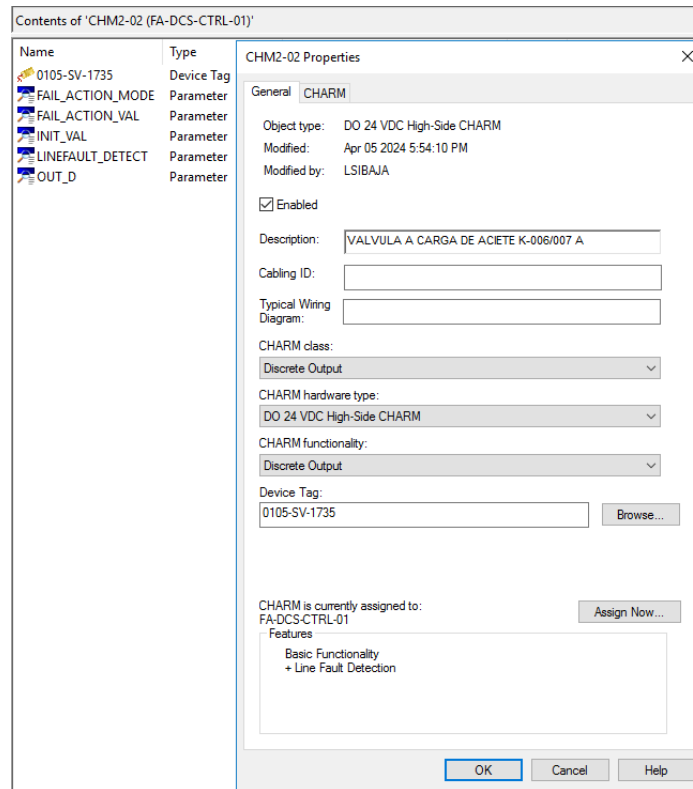 Contents of 'CHM2-02 (FA-DCS-CTRL-01)'
Name Type
0105-SV-1735 Device Tag
FAIL_ACTION_MODE Parameter
FAIL_ACTION_VAL Parameter
INIT_VAL Parameter
LINEFAULT_DETECT Parameter
OUT_D Parameter
CHM2-02 Properties
General CHARM
Object type: DO 24 VDC High-Side CHARM
Modified: Apr 05 2024 5:54:10 PM
Modified by: LSIBAJA
Enabled
Description: VALVULA A CARGA DE ACIETE K-006/007 A
Cabling ID:
Typical Wiring
Diagram:
CHARM class:
Discrete Output
CHARM hardware type:
DO 24 VDC High-Side CHARM
CHARM functionality:
Discrete Output
Device Tag:
0105-SV-1735 Browse...
CHARM is currently assigned to:
FA-DCS-CTRL-01 Assign Now...
Features
Basic Functionality
+ Line Fault Detection
OK Cancel Help